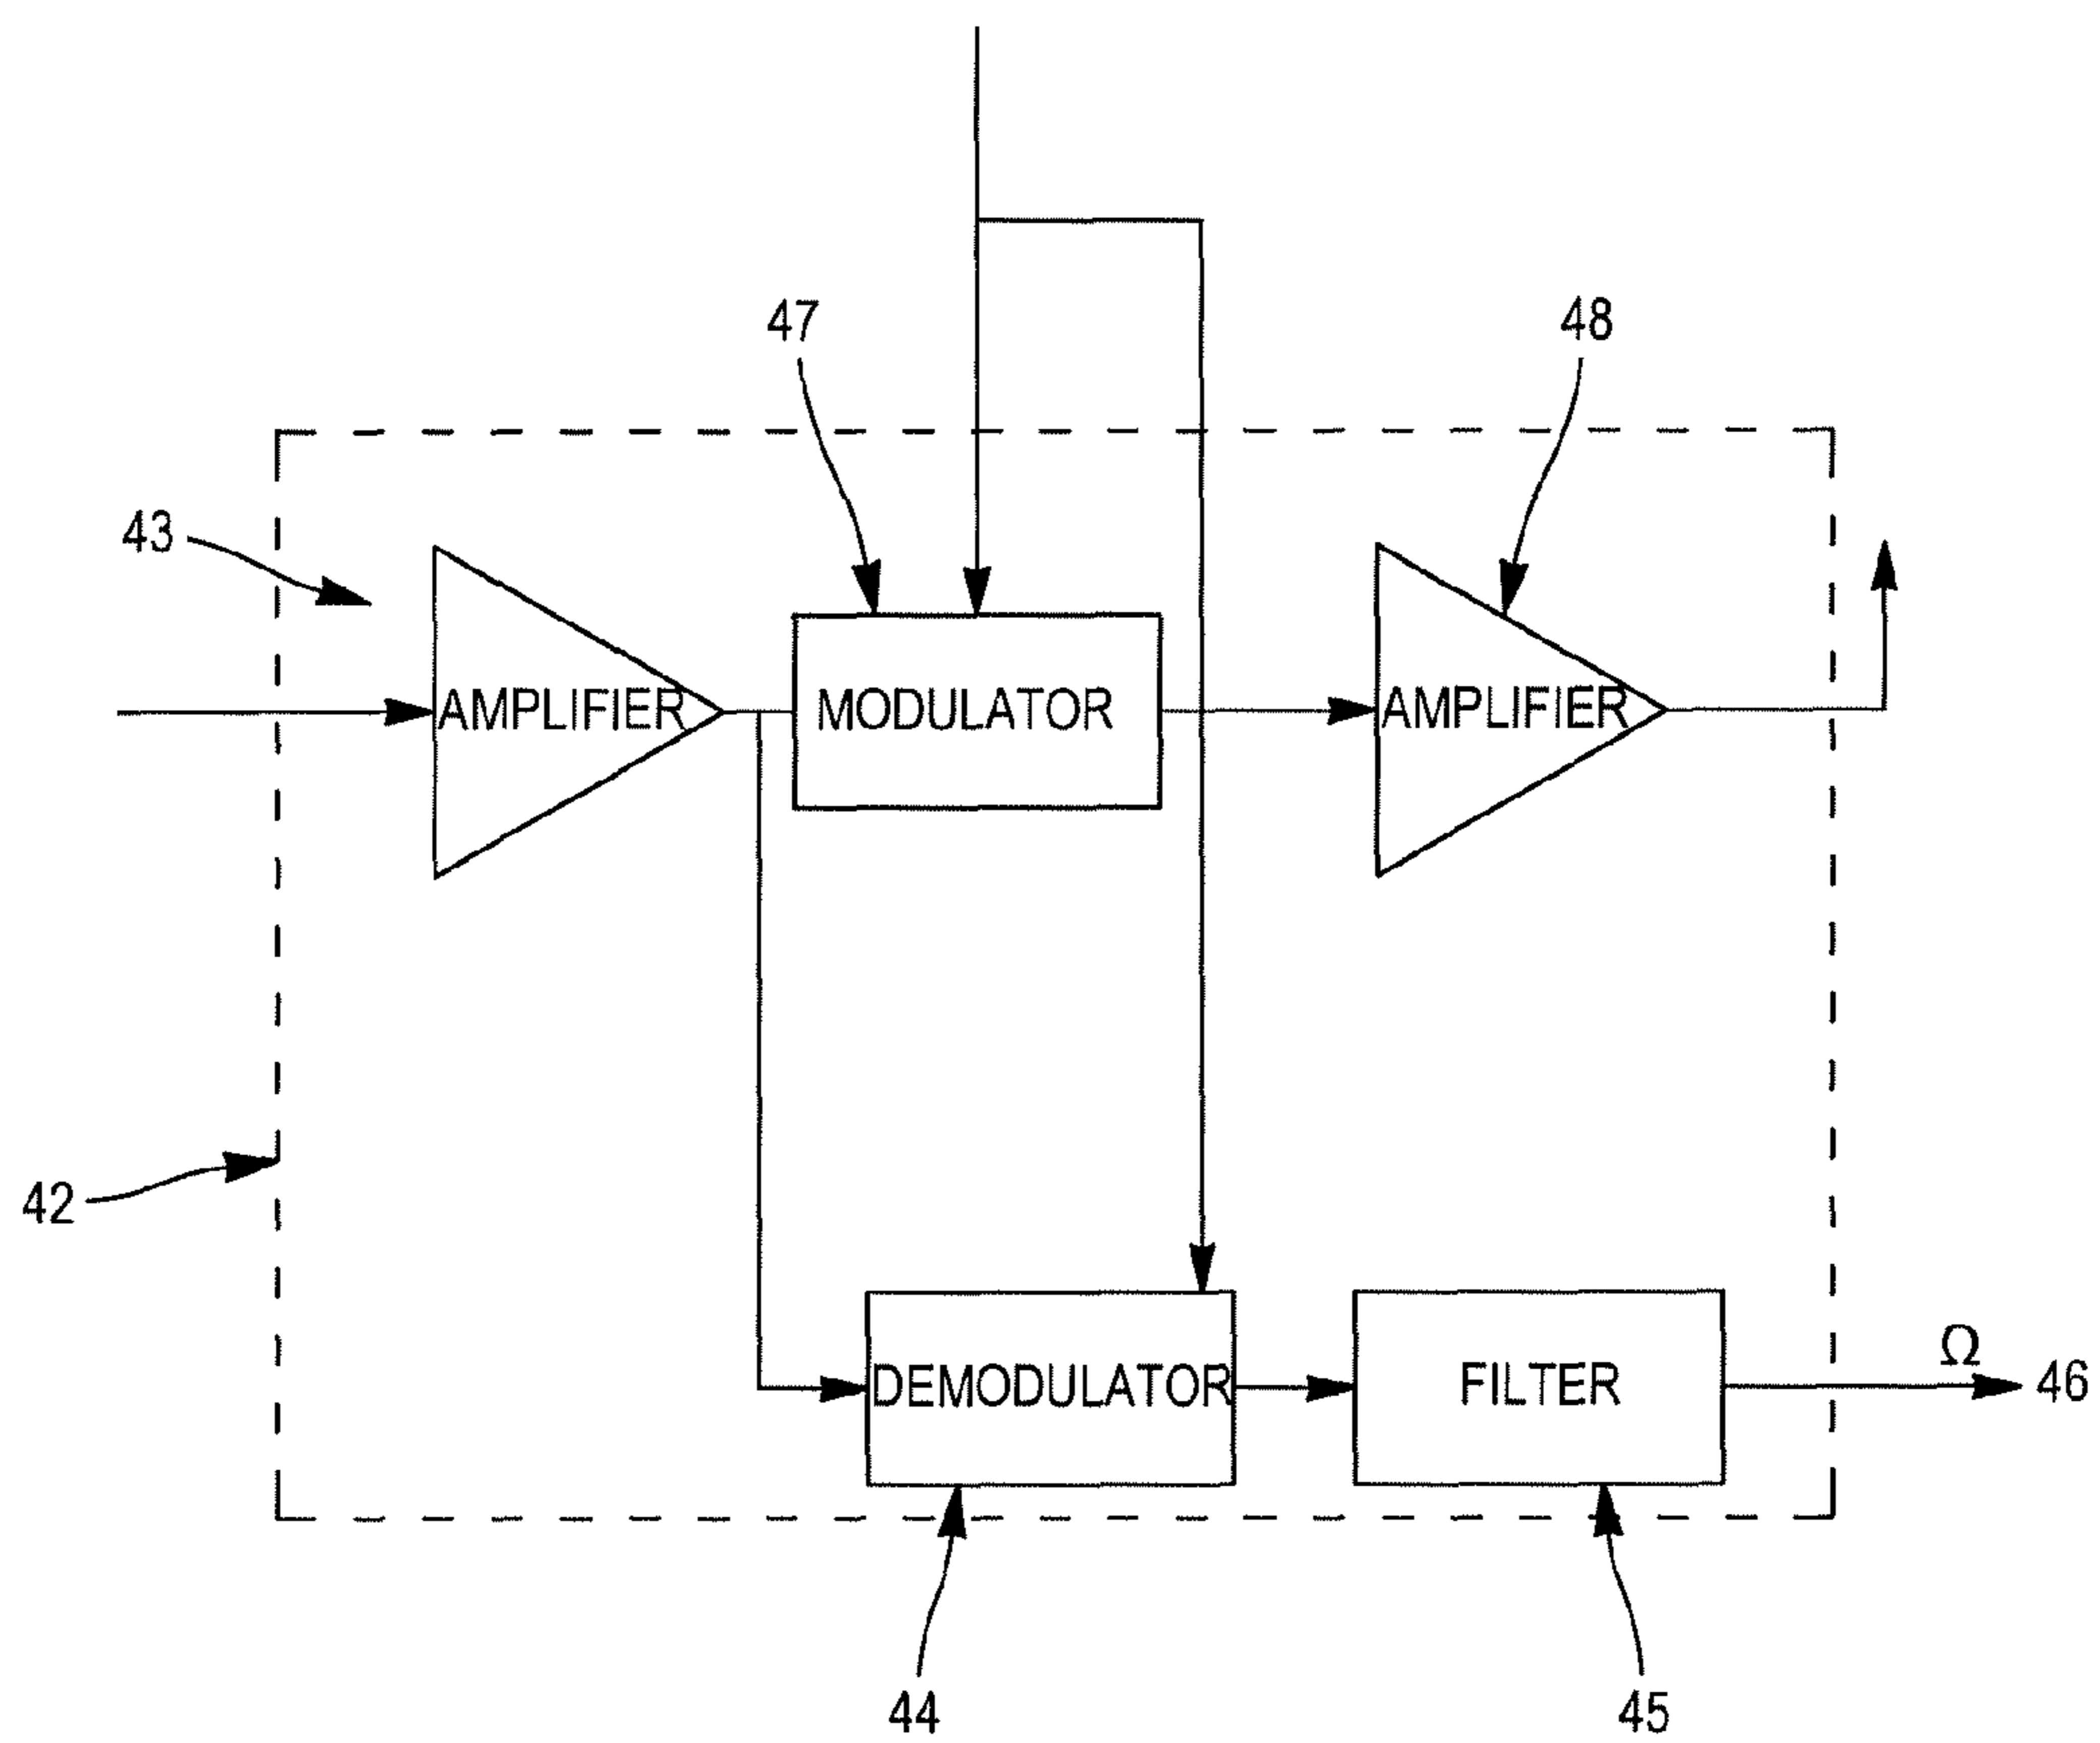 47
48
43
AMPLIFIER
MODULATOR
AMPLIFIER
42
DEMODULATOR
FILTER
Ω
46
44
45